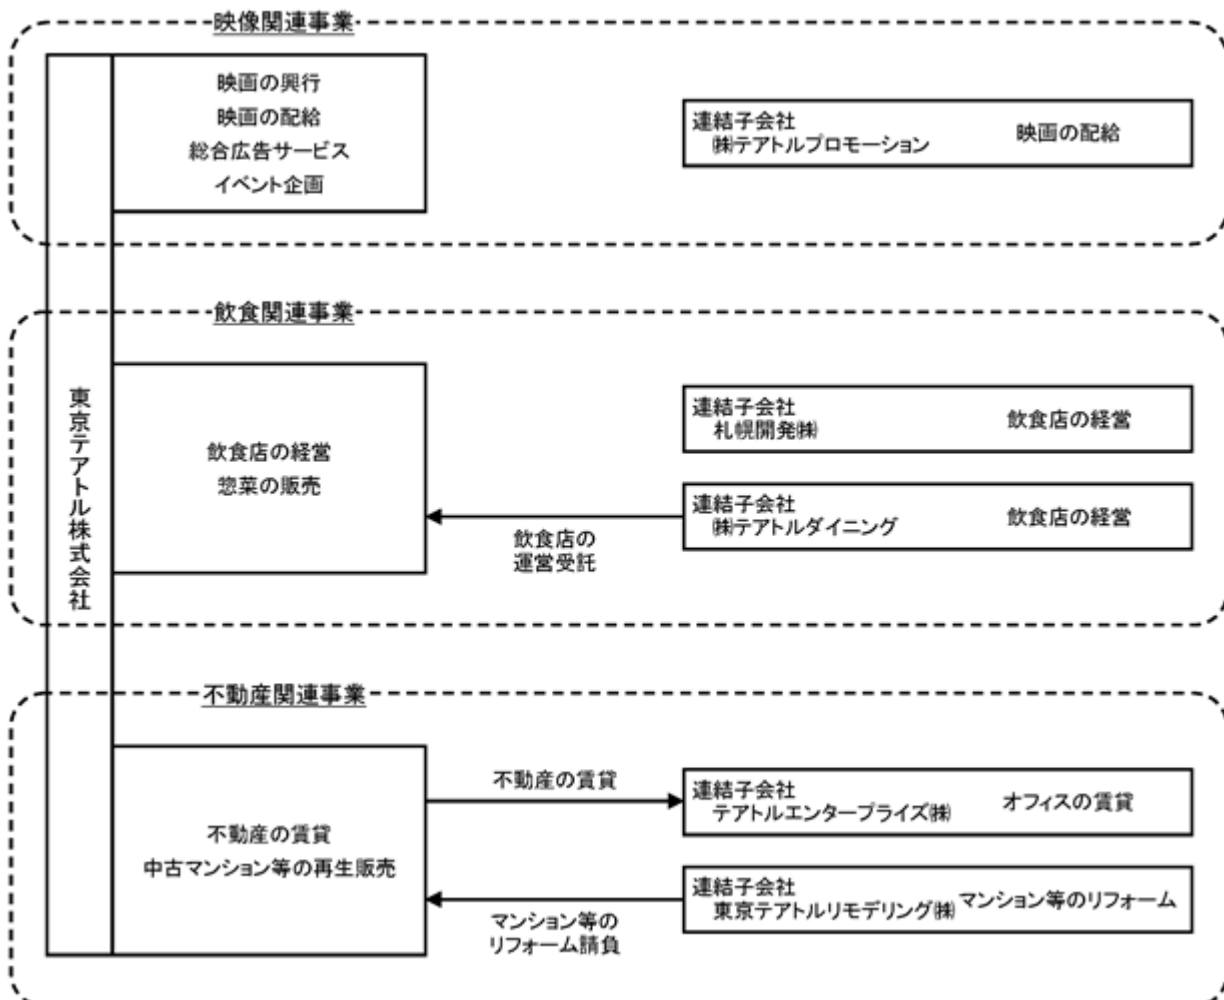 映像関連事業
映画の興行
映画の配給
総合広告サービス
イベント企画
連結子会社
㈱テアトルプロモーション
映画の配給
飲食関連事業
東京テアトル株式会社
飲食店の経営
惣菜の販売
連結子会社
札幌開発㈱
飲食店の経営
連結子会社
㈱テアトルダイニング
飲食店の経営
飲食店の
運営受託
不動産関連事業
不動産の賃貸
中古マンション等の再生販売
不動産の賃貸
連結子会社
テアトルエンタープライズ㈱
オフィスの賃貸
連結子会社
東京テアトルリモデリング㈱
マンション等のリフォーム
マンション等の
リフォーム請負